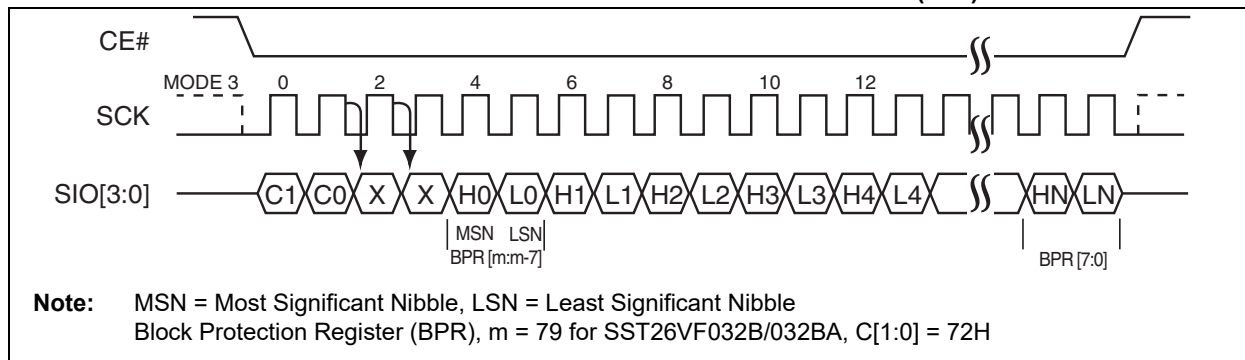 CE#
MODE 3 0 2 4 6 8 10 12
SCK
SIO[3:0] C1 C0 X X H0 L0 H1 L1 H2 L2 H3 L3 H4 L4 HN LN
MSN LSN
BPR [m:m-7] BPR [7:0]
Note: MSN = Most Significant Nibble, LSN = Least Significant Nibble
Block Protection Register (BPR), m = 79 for SST26VF032B/032BA, C[1:0] = 72H